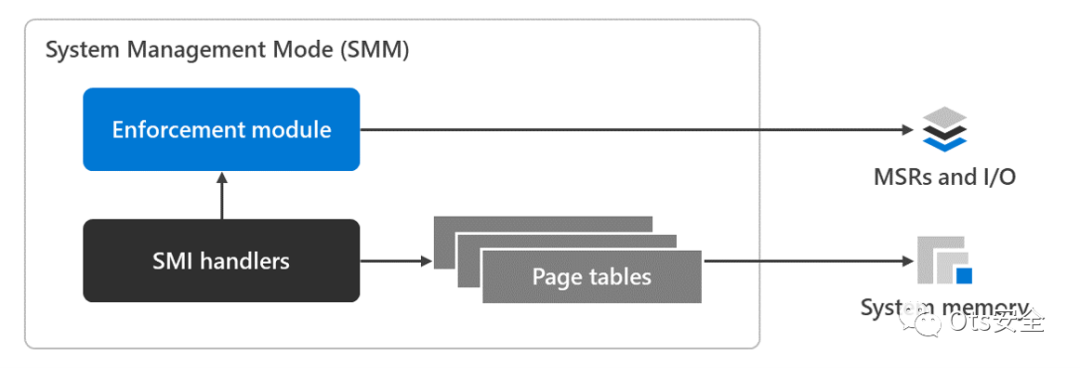 System Management Mode (SMM)
Enforcement module
MSRs and I/O
SMI handlers
Page tables
System memory
Ots安全